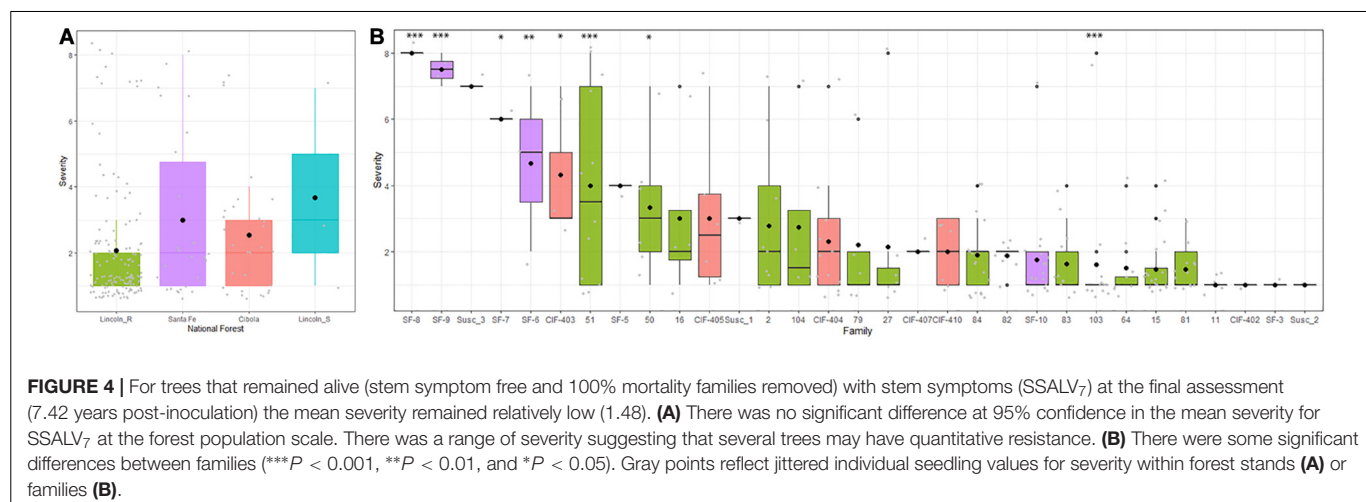 A
Severity
8
6
4
2
Lincoln_R Santa Fe Cibola Lincoln_S
National Forest
B
*** *** * ** * *** * ***
Severity
8
6
4
2
SF-8 SF-9 Susc_3 SF-7 SF-6 CIF-403 51 SF-5 50 16 CIF-405 Susc_1 2 104 CIF-404 79 27 CIF-407 CIF-410 84 82 SF-10 83 103 64 15 81 11 CIF-402 SF-3 Susc_2
Family
FIGURE 4 | For trees that remained alive (stem symptom free and 100% mortality families removed) with stem symptoms (SSALV₇) at the final assessment
(7.42 years post-inoculation) the mean severity remained relatively low (1.48). (A) There was no significant difference at 95% confidence in the mean severity for
SSALV₇ at the forest population scale. There was a range of severity suggesting that several trees may have quantitative resistance. (B) There were some significant
differences between families (***P < 0.001, **P < 0.01, and *P < 0.05). Gray points reflect jittered individual seedling values for severity within forest stands (A) or
families (B).